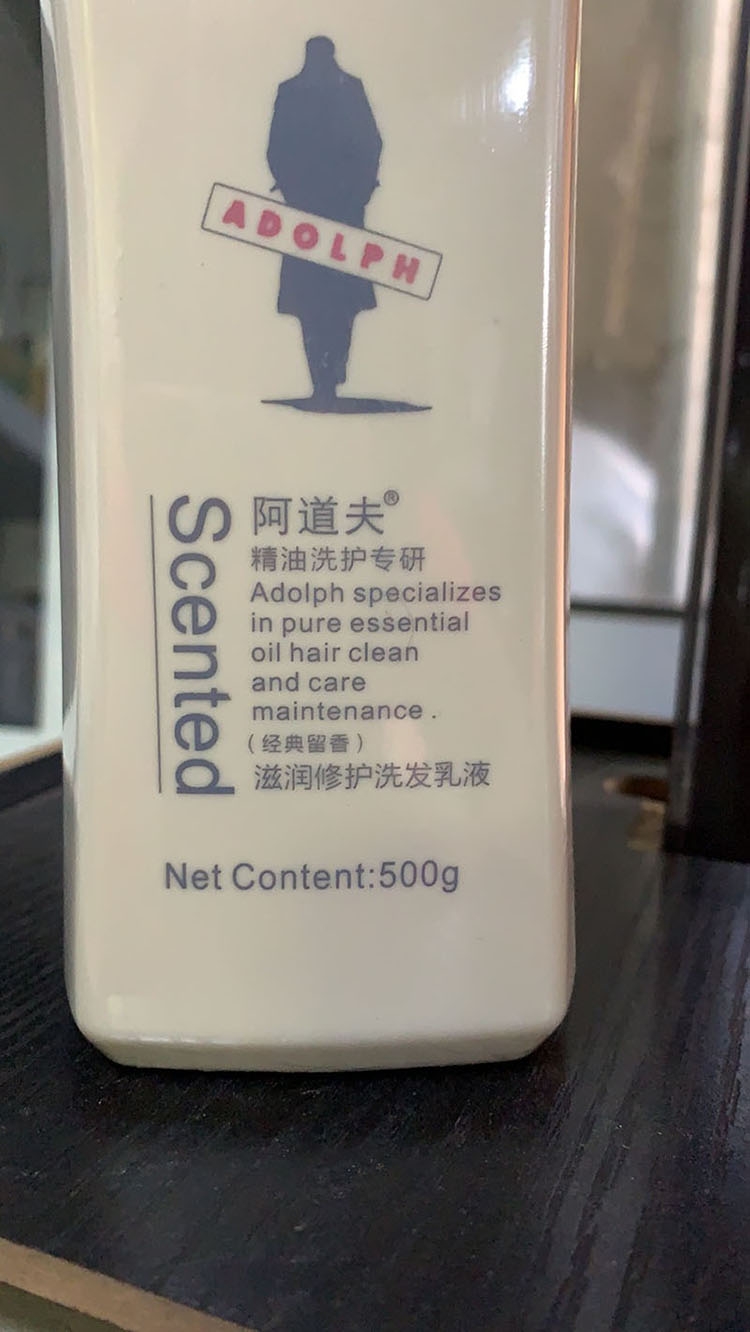 ADOLPH
Scented
阿道夫®
精油洗护专研
Adolph specializes
in pure essential
oil hair clean
and care
maintenance .
(经典留香)
滋润修护洗发乳液
Net Content:500g